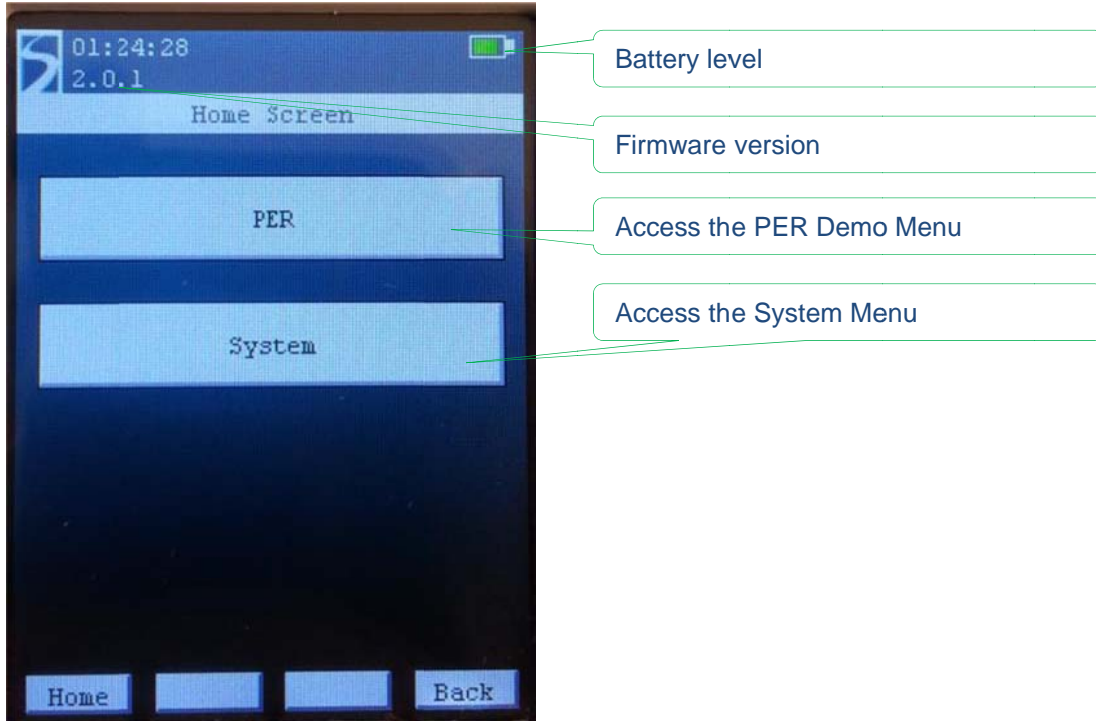 01:24:28
2.0.1
Home Screen
PER
System
Home
Back
Battery level
Firmware version
Access the PER Demo Menu
Access the System Menu